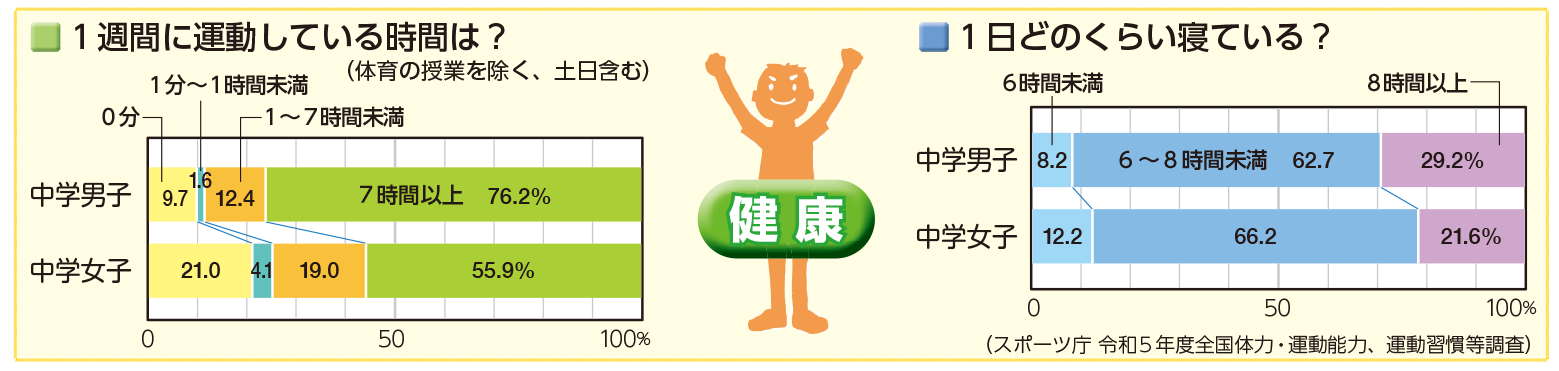 1週間に運動している時間は？
（体育の授業を除く、土日含む）
1分～1時間未満
0分
1～7時間未満
中学男子
9.7
1.6
12.4
7時間以上 76.2%
中学女子
21.0
4.1
19.0
55.9%
0
50
100%
健康
1日どのくらい寝ている？
6時間未満
8時間以上
中学男子
8.2
6～8時間未満 62.7
29.2%
中学女子
12.2
66.2
21.6%
0
50
100%
（スポーツ庁 令和5年度全国体力・運動能力、運動習慣等調査）